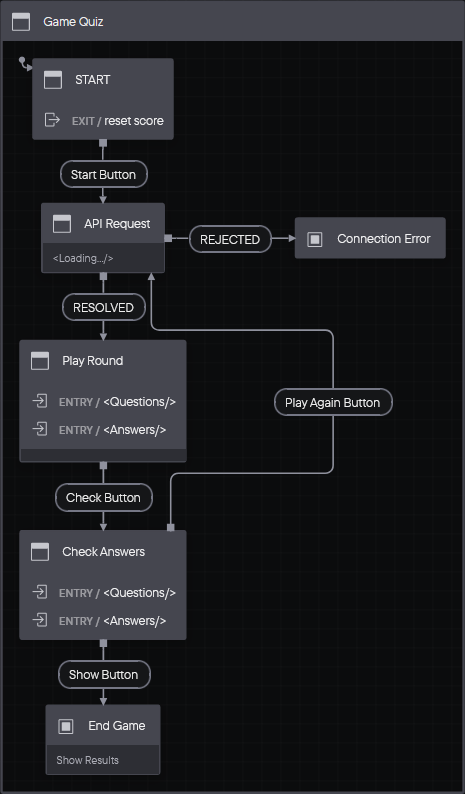 Game Quiz
START
EXIT / reset score
Start Button
API Request
<Loading.../>
REJECTED
Connection Error
RESOLVED
Play Round
ENTRY / <Questions/>
ENTRY / <Answers/>
Play Again Button
Check Button
Check Answers
ENTRY / <Questions/>
ENTRY / <Answers/>
Show Button
End Game
Show Results